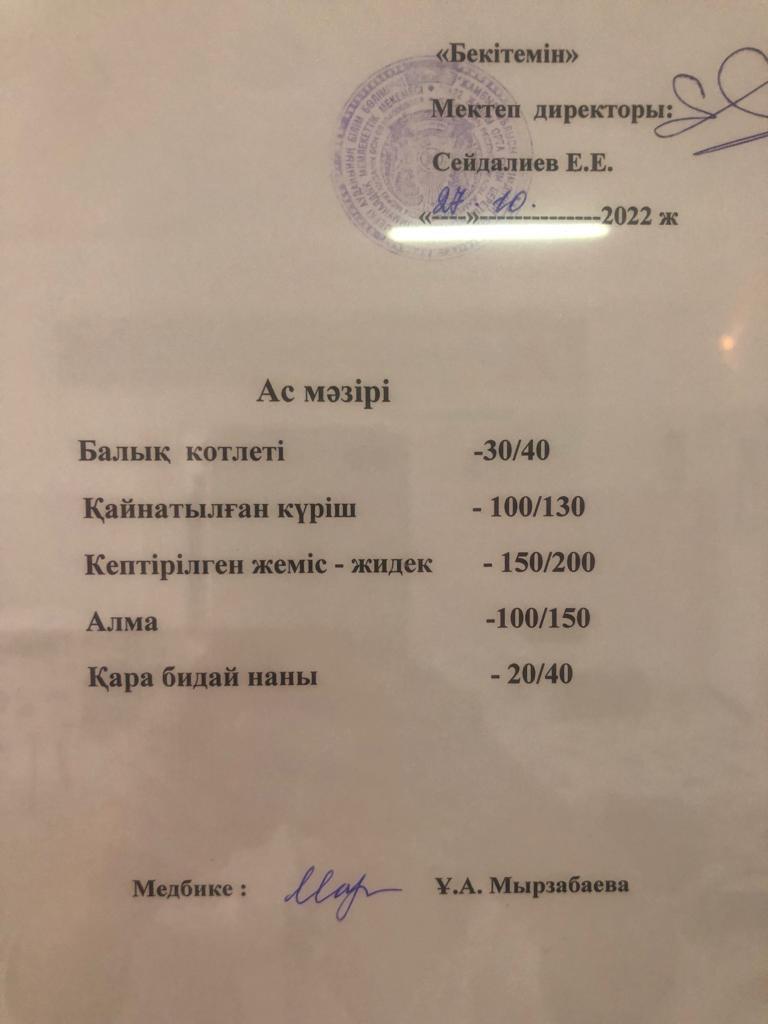 «Бекітемін»
Мектеп директоры:
Сейдалиев Е.Е.
«27» 10. 2022 ж
Ас мәзірі
Балық котлеті -30/40
Қайнатылған күріш - 100/130
Кептірілген жеміс - жидек - 150/200
Алма -100/150
Қара бидай наны - 20/40
Медбике : Ұ.А. Мырзабаева